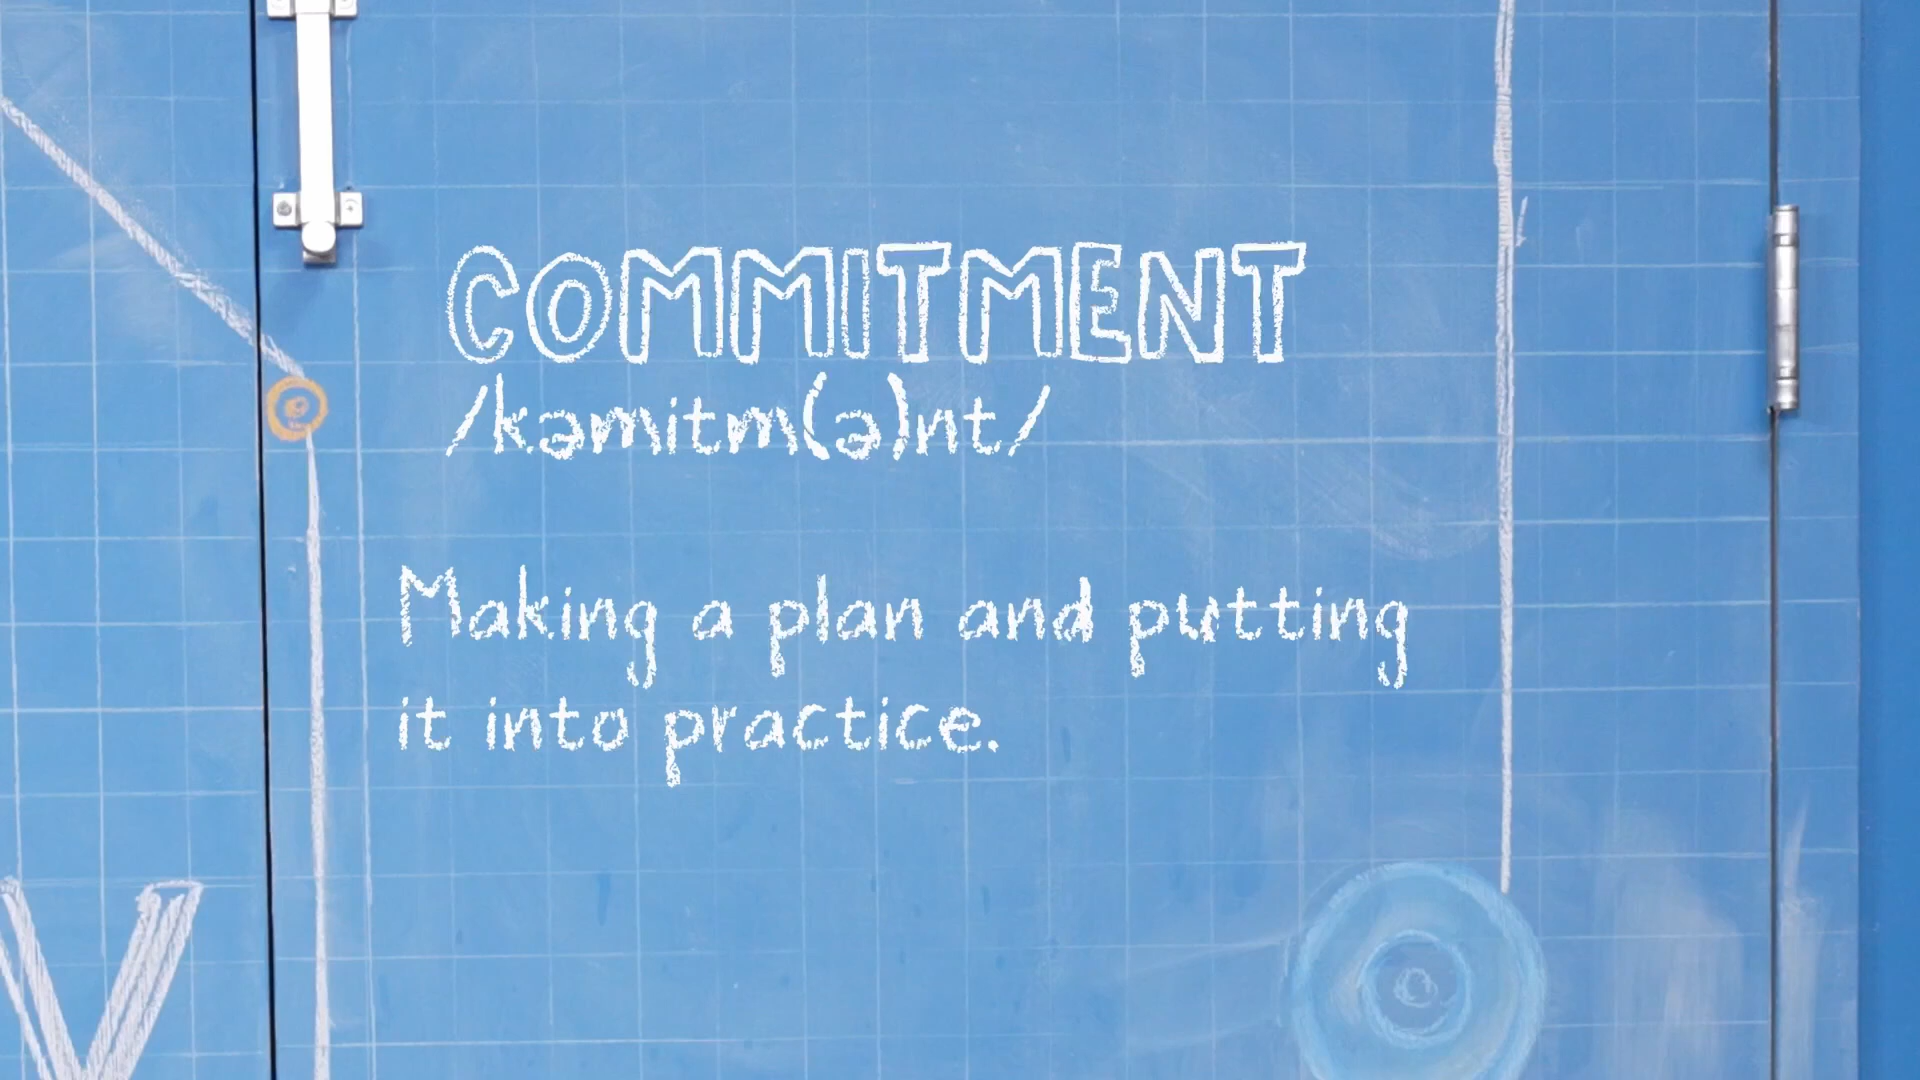 COMMITMENT
/kəmitm(ə)nt/
Making a plan and putting
it into practice.